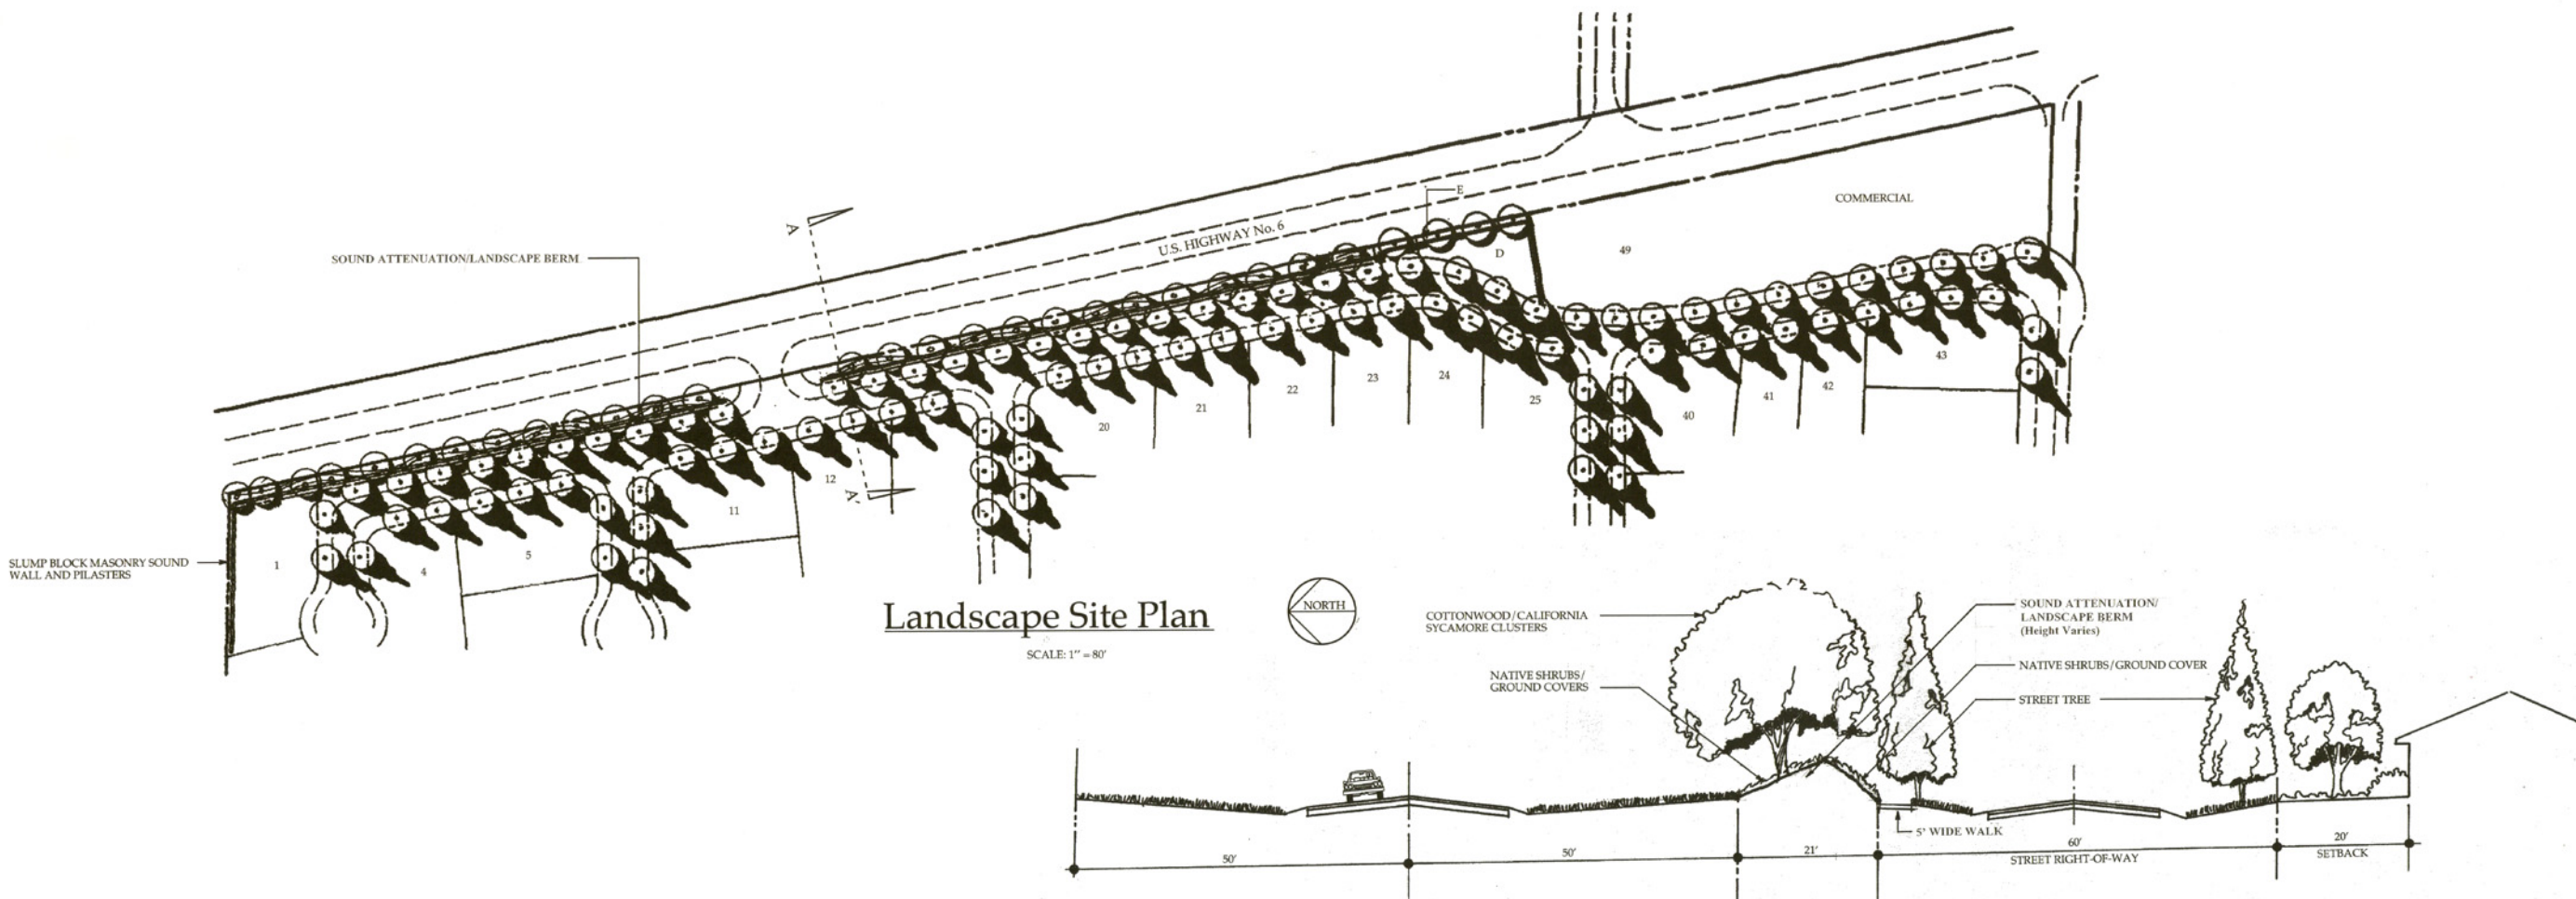 E
COMMERCIAL
A
U.S. HIGHWAY No. 6
49
D
SOUND ATTENUATION/LANDSCAPE BERM
43
42
41
40
25
24
23
22
21
20
12
A'
11
5
4
1
SLUMP BLOCK MASONRY SOUND
WALL AND PILASTERS
Landscape Site Plan
SCALE: 1" = 80'
NORTH
COTTONWOOD/CALIFORNIA
SYCAMORE CLUSTERS
NATIVE SHRUBS/
GROUND COVERS
SOUND ATTENUATION/
LANDSCAPE BERM
(Height Varies)
NATIVE SHRUBS/GROUND COVER
STREET TREE
5' WIDE WALK
50'
50'
21'
60'
STREET RIGHT-OF-WAY
20'
SETBACK